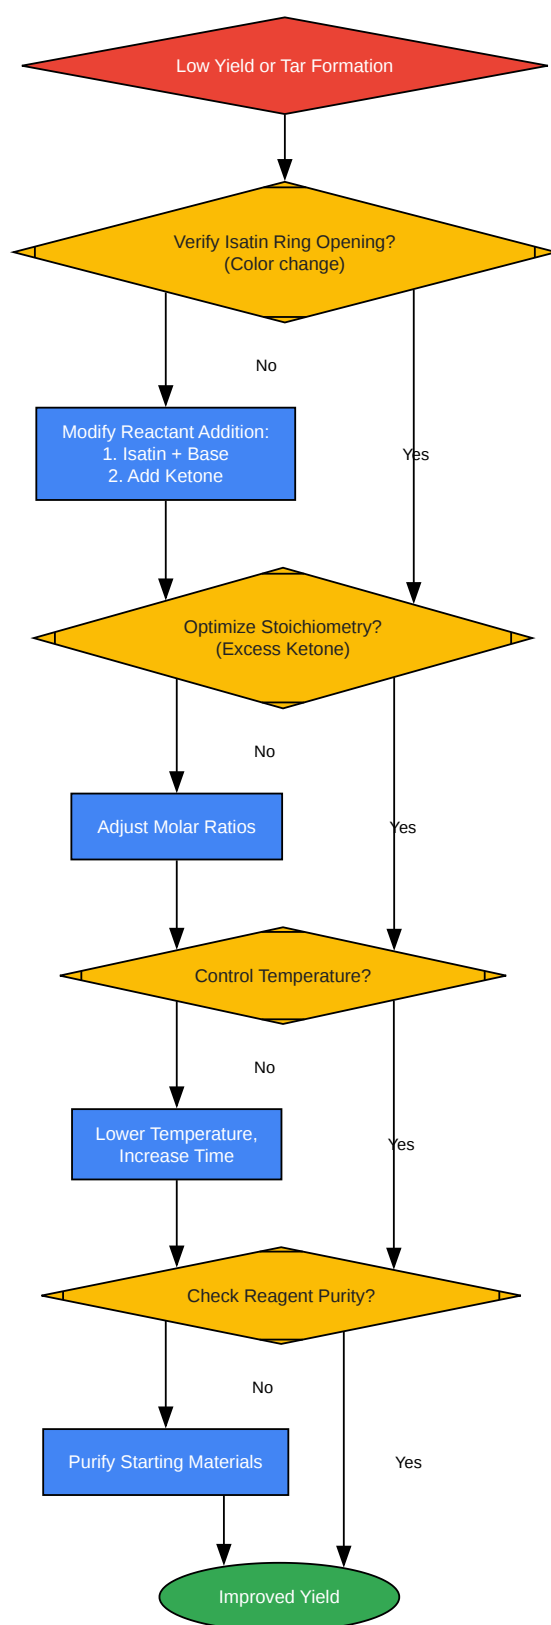 Low Yield or Tar Formation
Verify Isatin Ring Opening?
(Color change)
No
Modify Reactant Addition:
1. Isatin + Base
2. Add Ketone
Yes
Optimize Stoichiometry?
(Excess Ketone)
No
Adjust Molar Ratios
Yes
Control Temperature?
No
Lower Temperature,
Increase Time
Yes
Check Reagent Purity?
No
Purify Starting Materials
Yes
Improved Yield